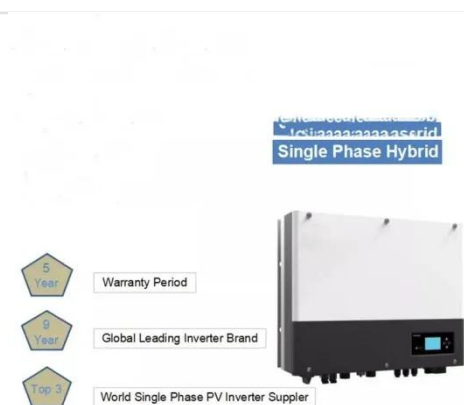 Single Phase Hybrid
5
Year
Warranty Period
9
Year
Global Leading Inverter Brand
Top 3
World Single Phase PV Inverter Suppler